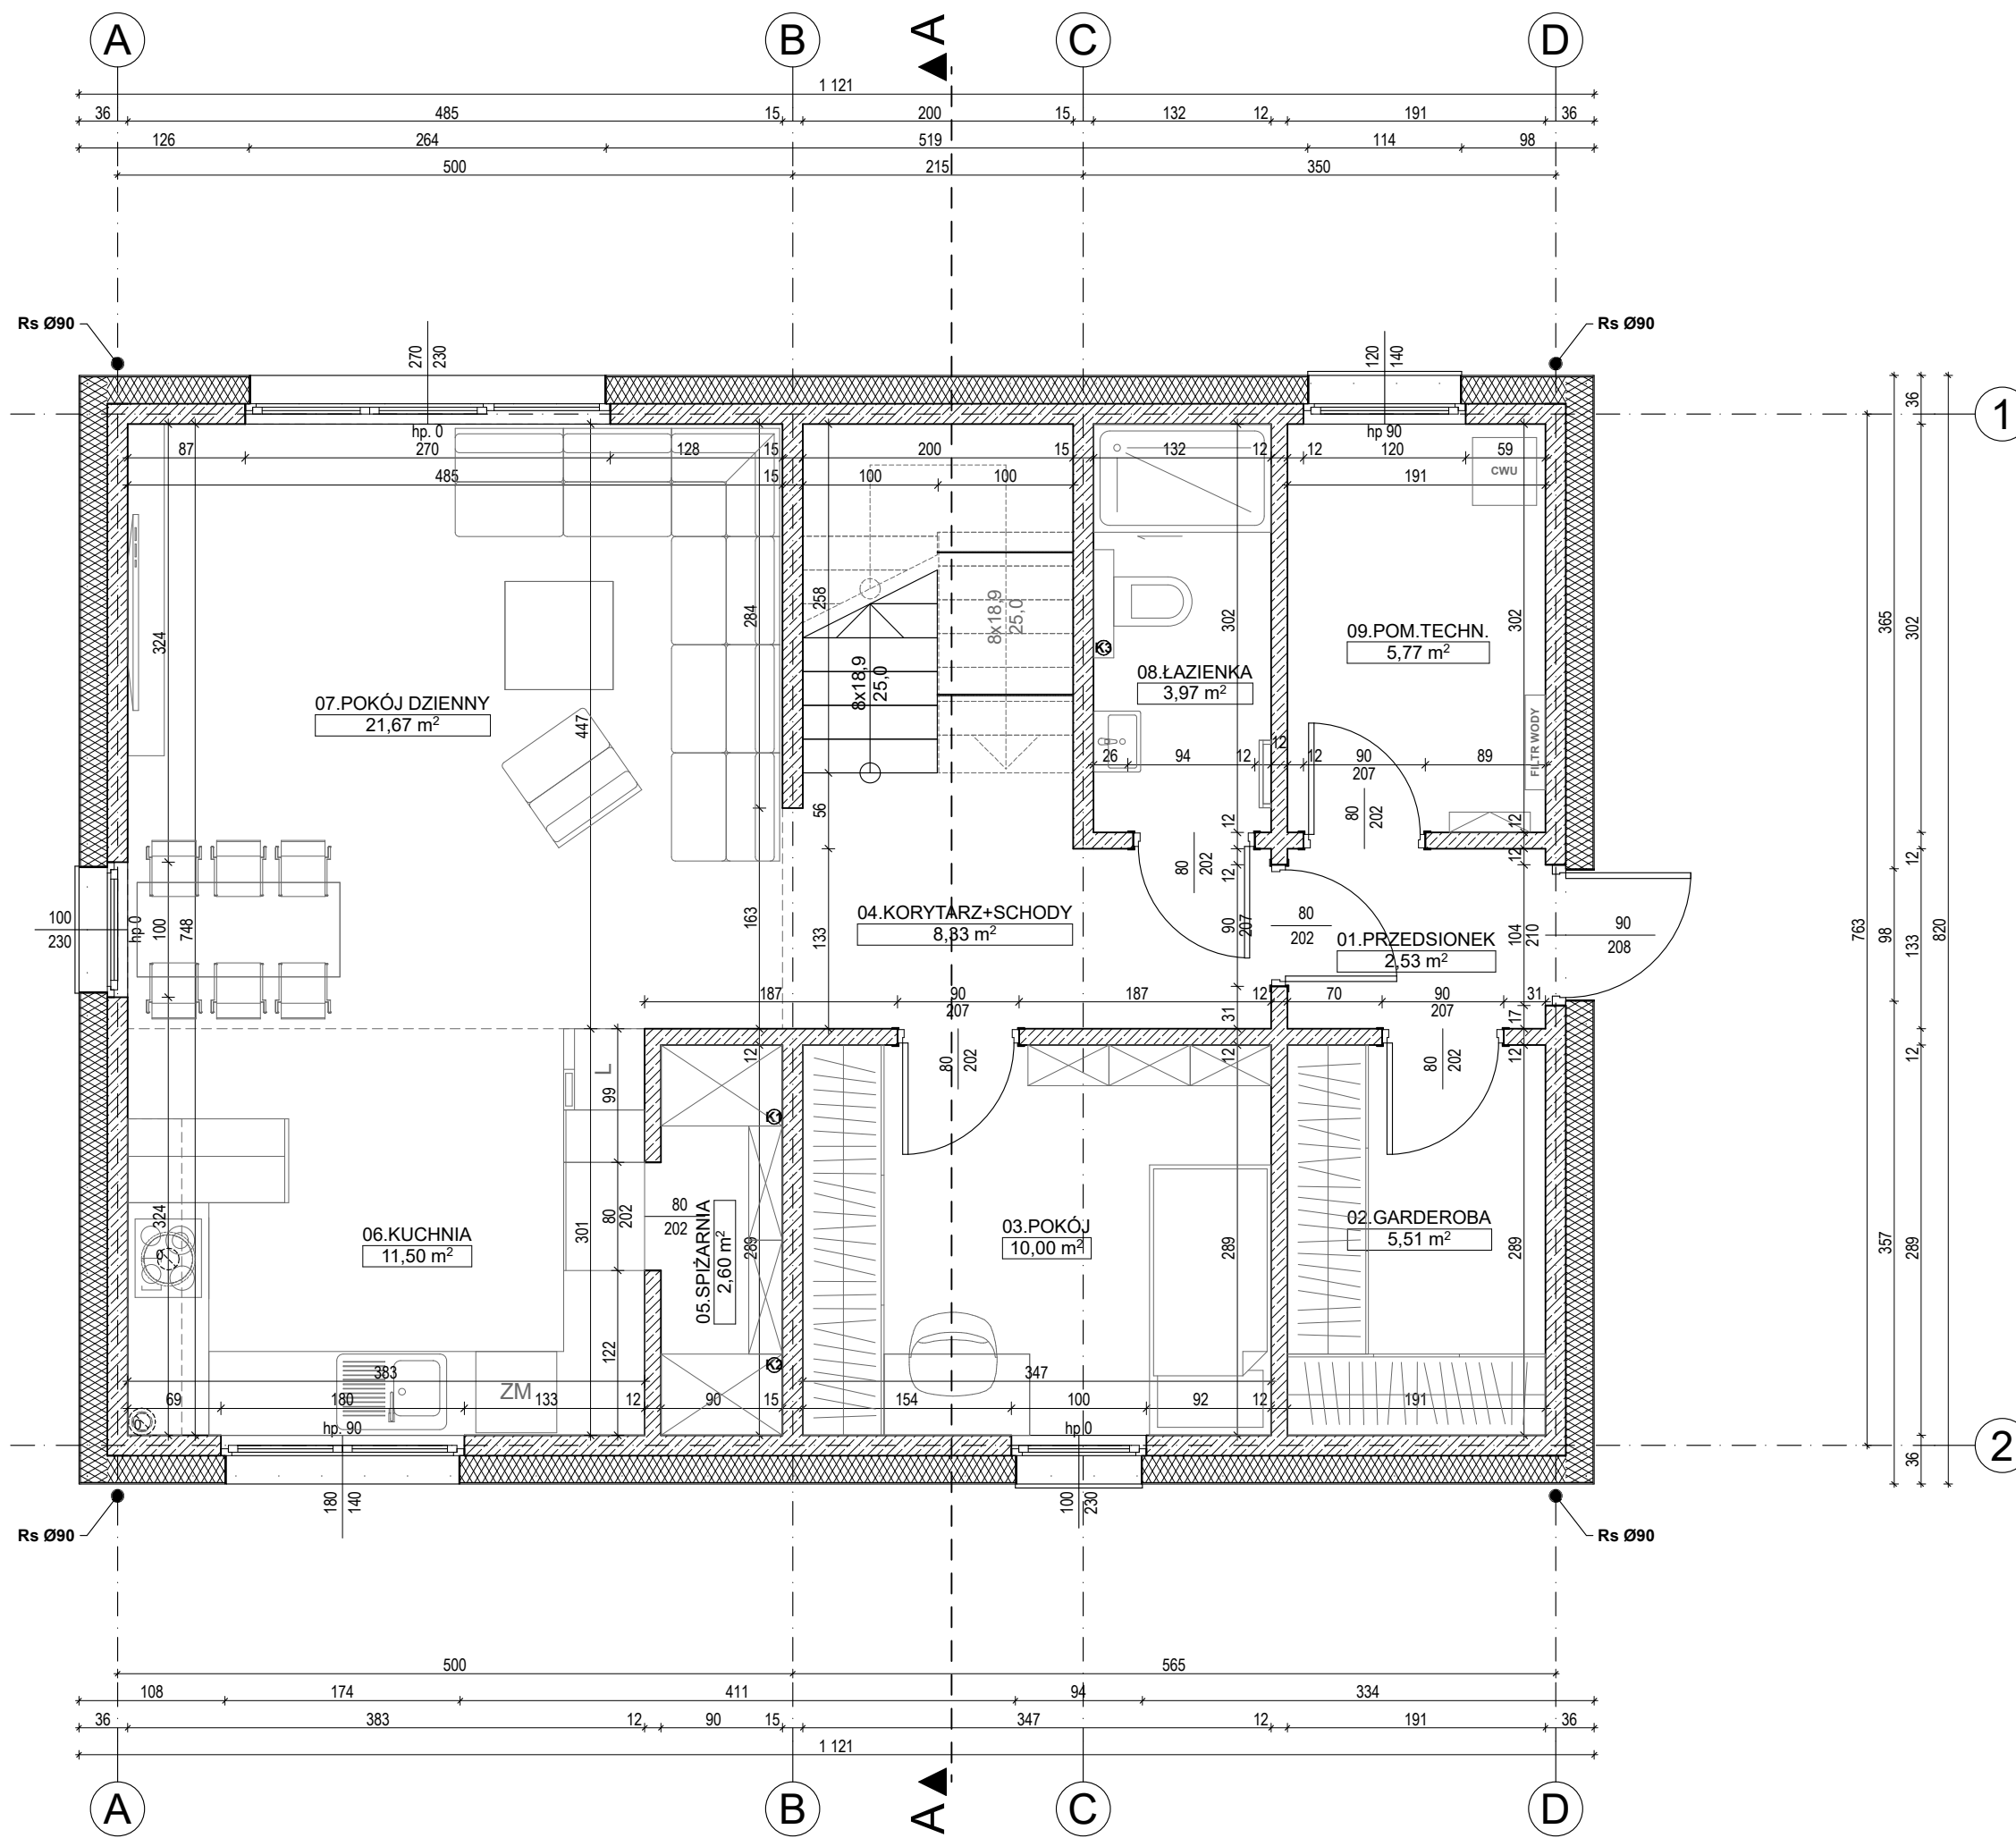 A B A C D
1 121
36 485 15 200 15 132 12 191 36
126 264 519 114 98
500 215 350
Rs Ø90
Rs Ø90
270 230
120 140
1
hp. 0
hp 90
87 270 128 15 200 15 132 12 12 120 59
CWU
485 15 100 100 191
36
324
284
258
8x18,9
25,0
8x18,9
25,0
302
302
365
302
09.POM.TECHN.
5,77 m²
K3
08.ŁAZIENKA
3,97 m²
07.POKÓJ DZIENNY
21,67 m²
447
FILTR WODY
26 94 12 12 12 90 89
207
56
12
80 202
12
12
80 202
12
12
100
230
hp 0
100
748
163
133
04.KORYTARZ+SCHODY
8,33 m²
90
207
80
202
01.PRZEDSIONEK
2,53 m²
104
210
90
208
763
98
133
820
187 90 187 12 70 90 31
207
207
31
17
12
80 202
12
80 202
12
12
L
99
K1
324
06.KUCHNIA
11,50 m²
301
80
202
80
202
05.SPIŻARNIA
2,60 m²
289
03.POKÓJ
10,00 m²
289
02.GARDEROBA
5,51 m²
289
357
289
122
K2
383
347
ZM
69 180 133 12 90 15 154 100 92 12 191
hp. 90
hp 0
2
36
180 140
100 230
Rs Ø90
Rs Ø90
500 565
108 174 411 94 334
36 383 12 90 15 347 12 191 36
1 121
A B A C D